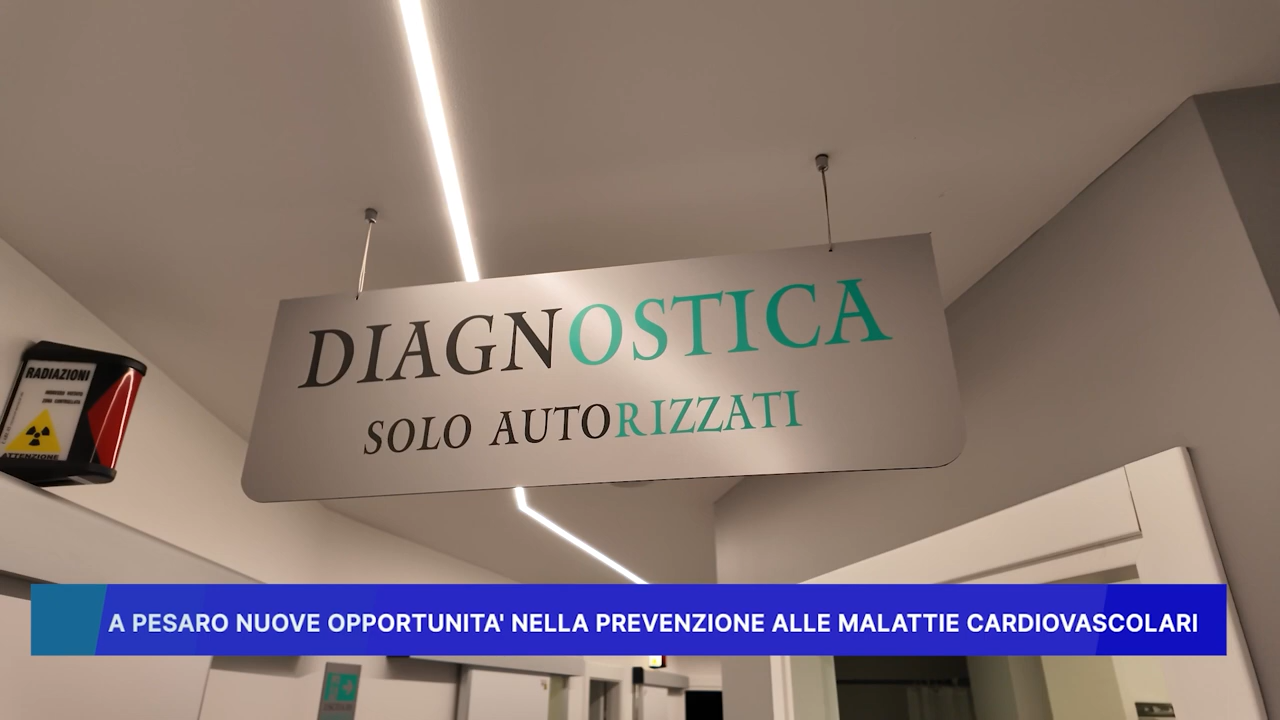 DIAGNOSTICA
SOLO AUTORIZZATI
RADIAZIONI
ATTENZIONE
A PESARO NUOVE OPPORTUNITA' NELLA PREVENZIONE ALLE MALATTIE CARDIOVASCOLARI